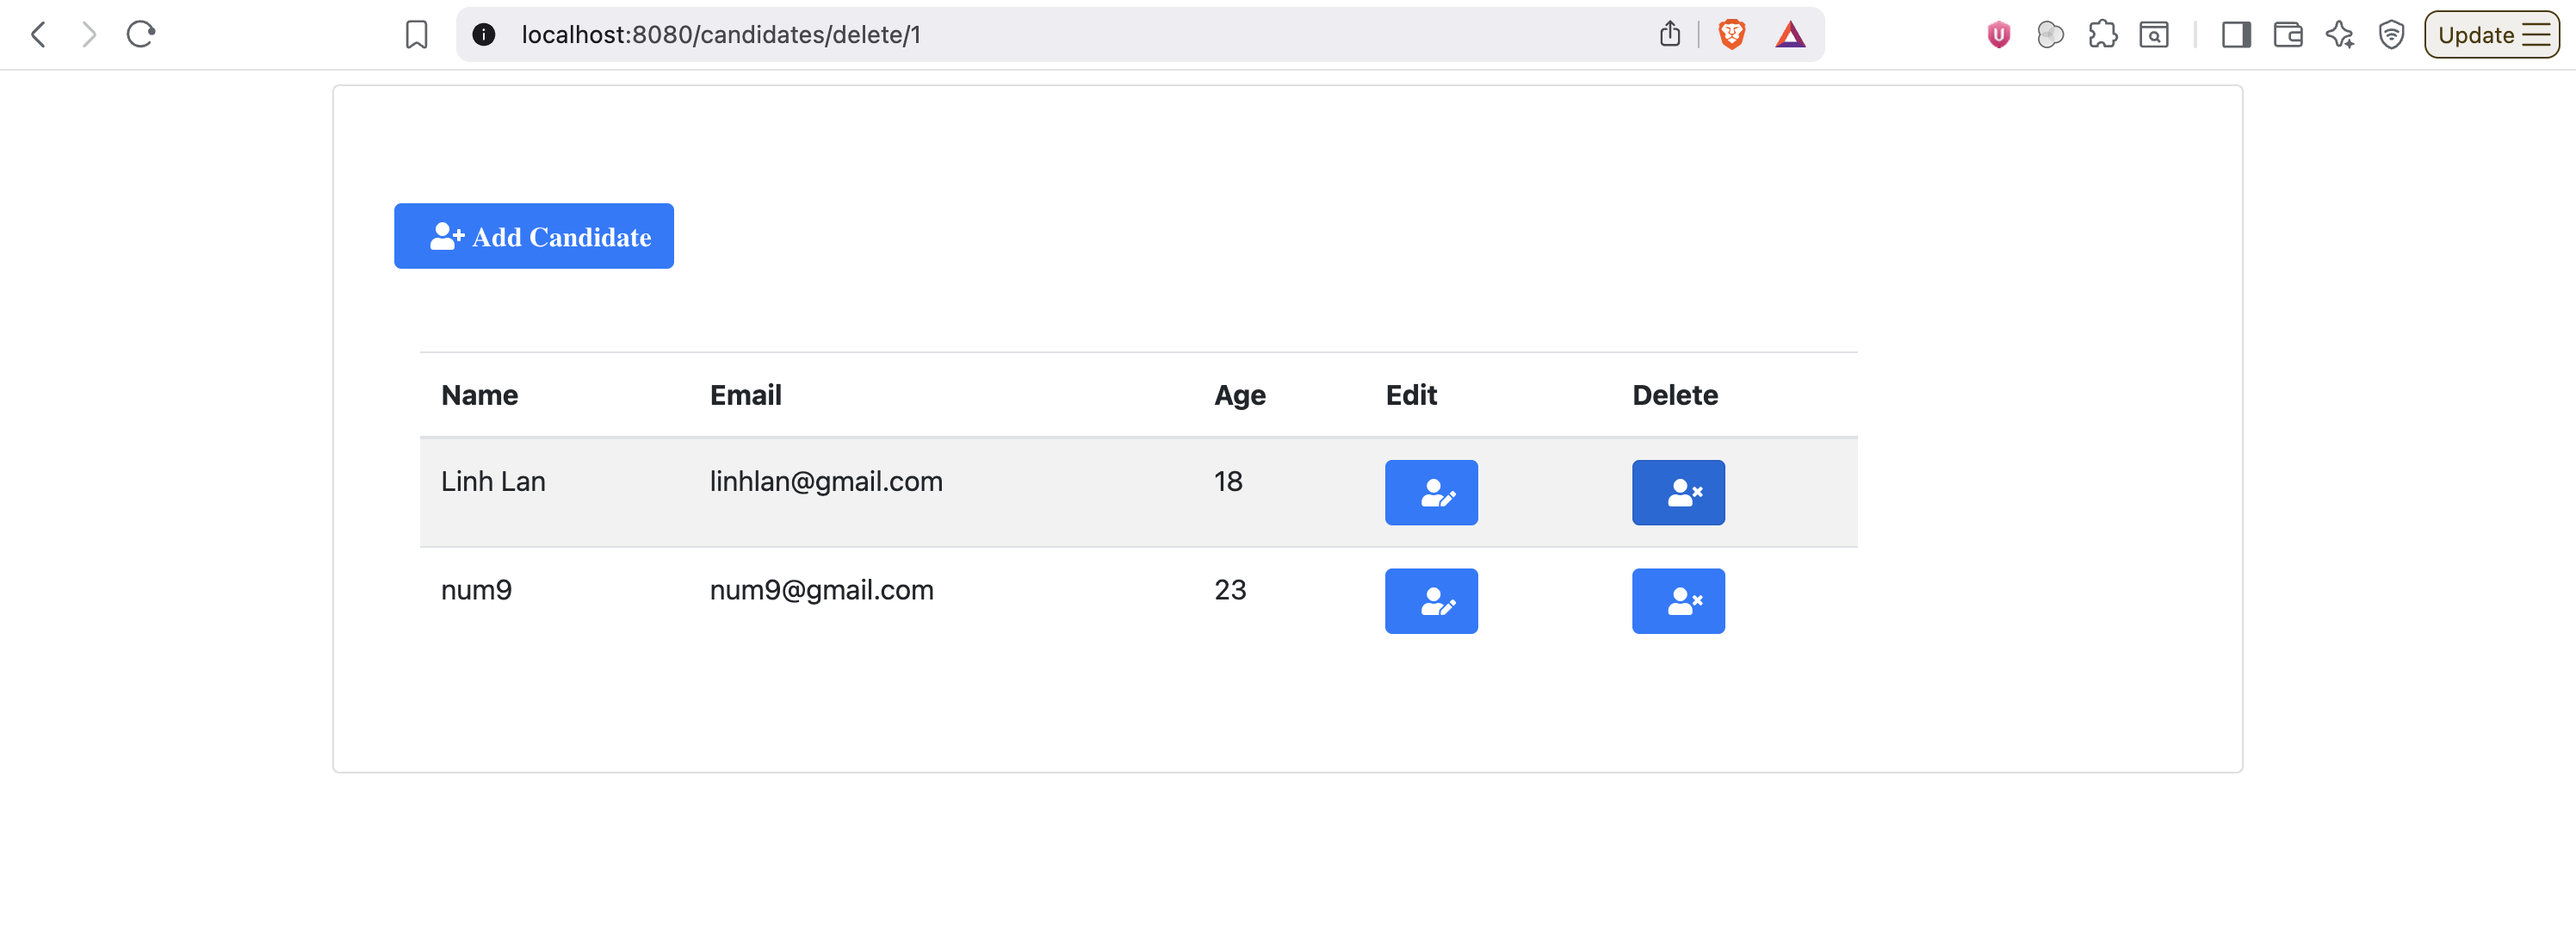 localhost:8080/candidates/delete/1
Update
Add Candidate
Name Email Age Edit Delete
Linh Lan linhlan@gmail.com 18
num9 num9@gmail.com 23